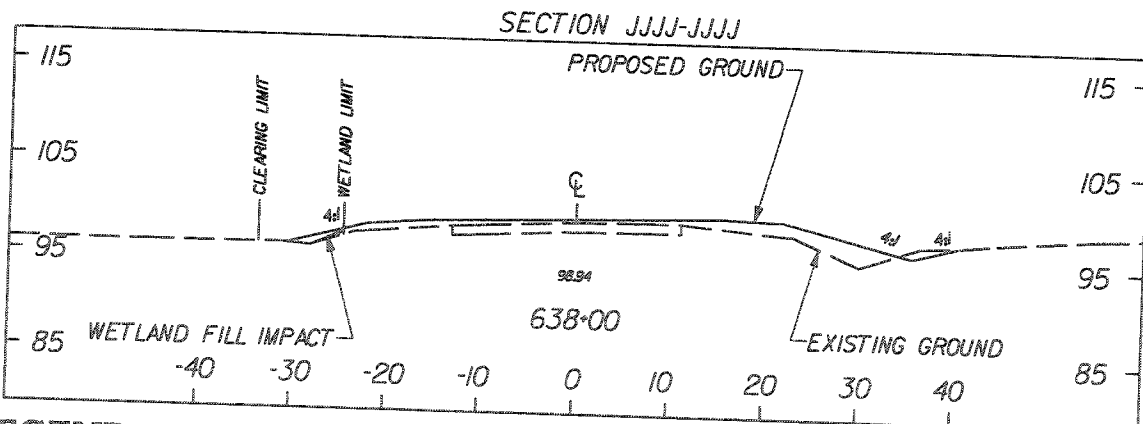 SECTION JJJJ-JJJJ
115
PROPOSED GROUND
115
CLEARING LIMIT
WETLAND LIMIT
105
105
4:1
℄
4:1
4:1
95
95
98.94
638+00
WETLAND FILL IMPACT
EXISTING GROUND
85
85
-40 -30 -20 -10 0 10 20 30 40